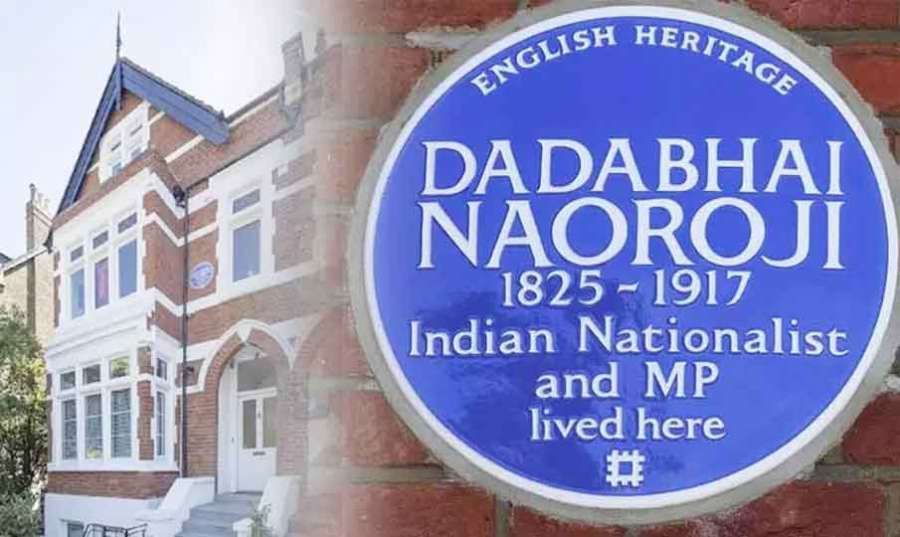 ENGLISH HERITAGE
DADABHAI
NAOROJI
1825 - 1917
Indian Nationalist
and MP
lived here